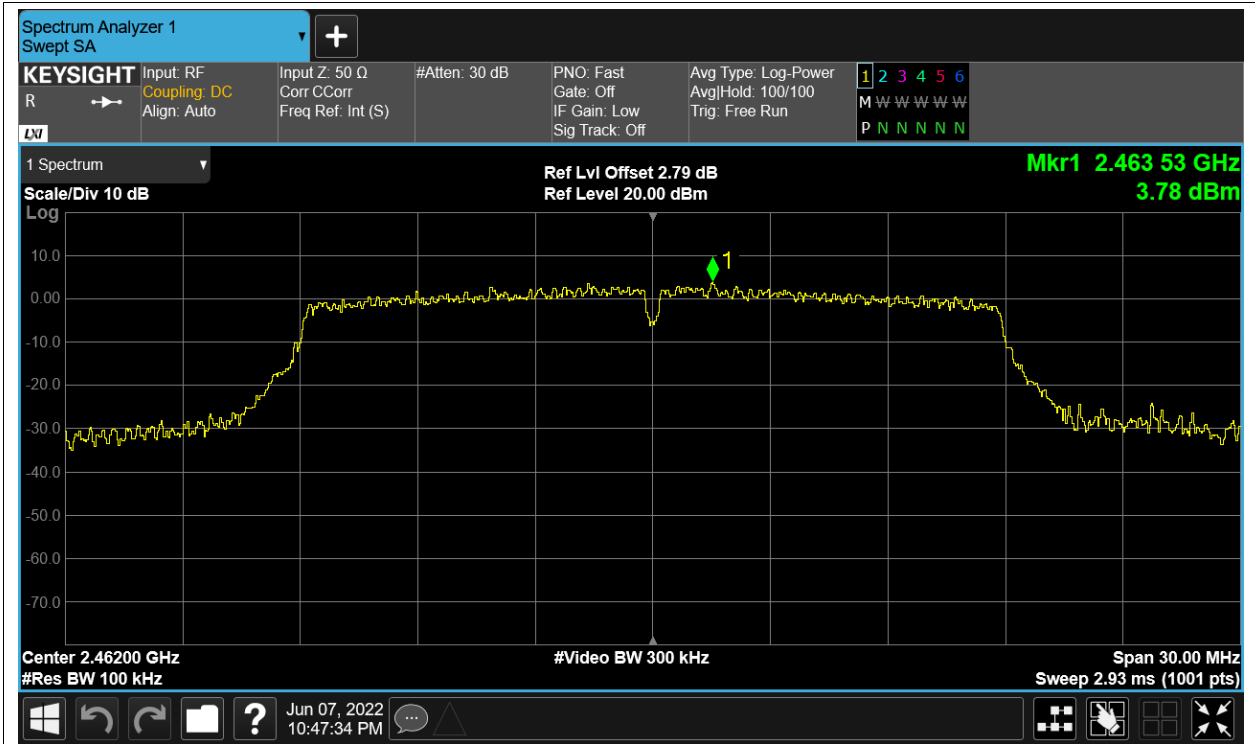 Spectrum Analyzer 1
Swept SA
KEYSIGHT
R
LXI
Input: RF
Coupling: DC
Align: Auto
Input Z: 50 Ω
Corr CCorr
Freq Ref: Int (S)
#Atten: 30 dB
PNO: Fast
Gate: Off
IF Gain: Low
Sig Track: Off
Avg Type: Log-Power
Avg|Hold: 100/100
Trig: Free Run
1 2 3 4 5 6
M W W W W W W
P N N N N N N
1 Spectrum
Scale/Div 10 dB
Log
Ref Lvl Offset 2.79 dB
Ref Level 20.00 dBm
Mkr1 2.463 53 GHz
3.78 dBm
1
10.0
0.00
-10.0
-20.0
-30.0
-40.0
-50.0
-60.0
-70.0
Center 2.46200 GHz
#Video BW 300 kHz
Span 30.00 MHz
#Res BW 100 kHz
Sweep 2.93 ms (1001 pts)
?
Jun 07, 2022
10:47:34 PM